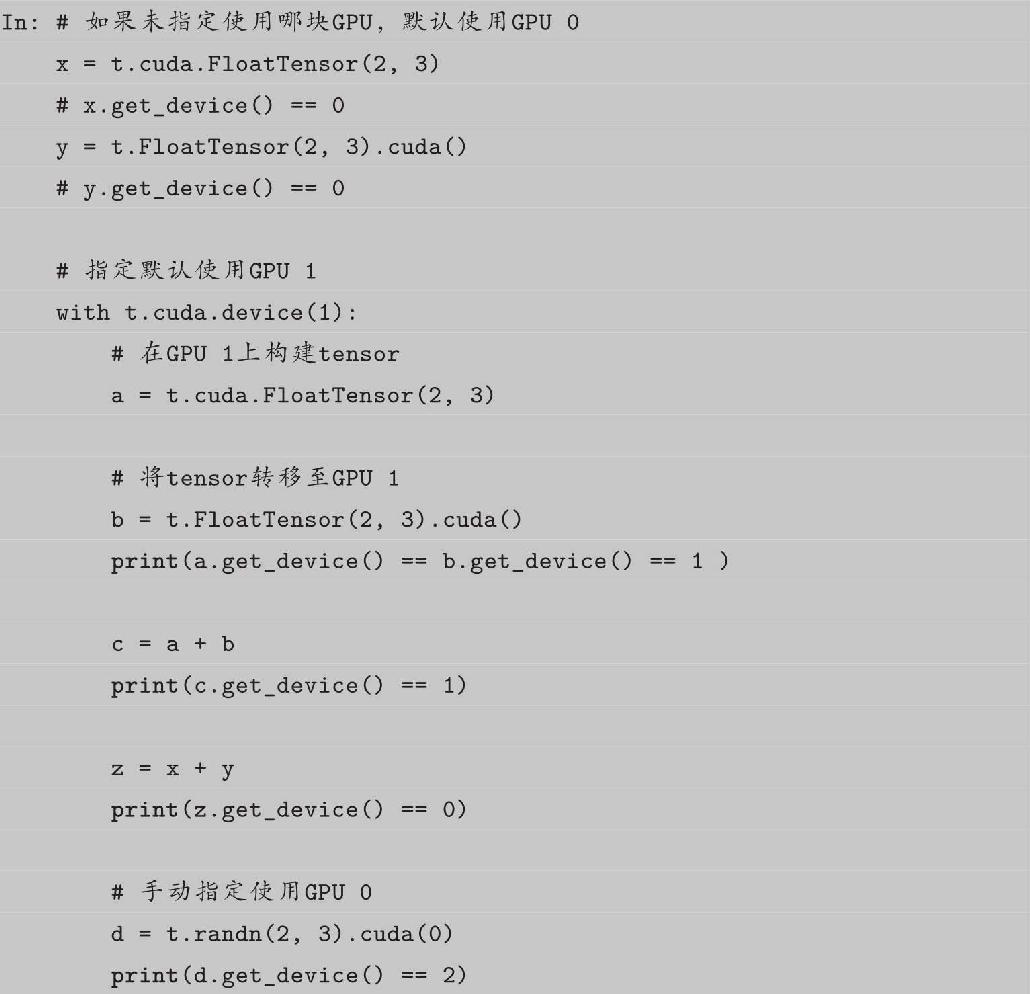 In: # 如果未指定使用哪块GPU，默认使用GPU 0
x = t.cuda.FloatTensor(2, 3)
# x.get_device() == 0
y = t.FloatTensor(2, 3).cuda()
# y.get_device() == 0
# 指定默认使用GPU 1
with t.cuda.device(1):
# 在GPU 1上构建tensor
a = t.cuda.FloatTensor(2, 3)
# 将tensor转移至GPU 1
b = t.FloatTensor(2, 3).cuda()
print(a.get_device() == b.get_device() == 1 )
c = a + b
print(c.get_device() == 1)
z = x + y
print(z.get_device() == 0)
# 手动指定使用GPU 0
d = t.randn(2, 3).cuda(0)
print(d.get_device() == 2)